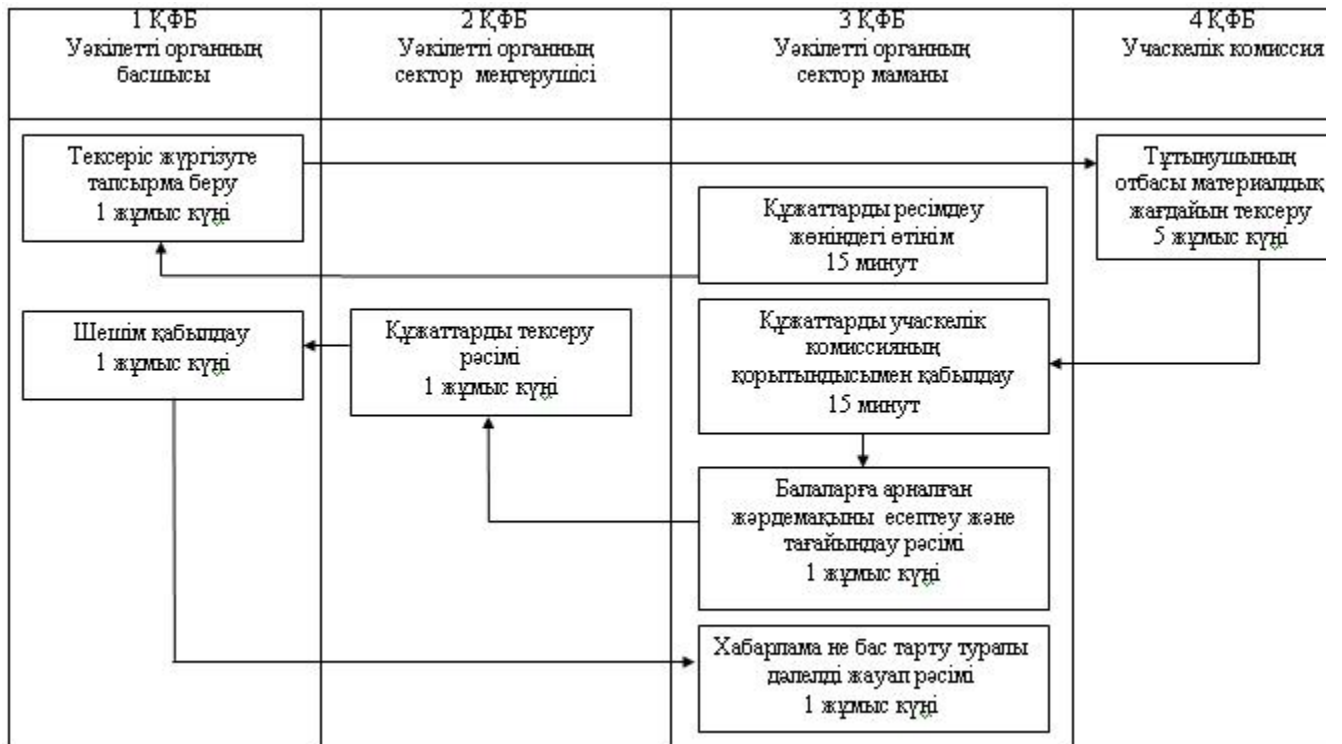 1 ҚФБ
Уәкілетті органның
басшысы
2 ҚФБ
Уәкілетті органның
сектор меңгерушісі
3 ҚФБ
Уәкілетті органның
сектор маманы
4 ҚФБ
Учаскелік комиссия
Тексеріс жүргізуге
тапсырма беру
1 жұмыс күні
Құжаттарды ресімдеу
жөніндегі өтінім
15 минут
Тұтынушының
отбасы материалдық
жағдайын тексеру
5 жұмыс күні
Шешім қабылдау
1 жұмыс күні
Құжаттарды тексеру
рәсімі
1 жұмыс күні
Құжаттарды учаскелік
комиссияның
қорытындысымен қабылдау
15 минут
Балаларға арналған
жәрдемақыны есептеу және
тағайындау рәсімі
1 жұмыс күні
Хабарлама не бас тарту туралы
дәлелді жауап рәсімі
1 жұмыс күні